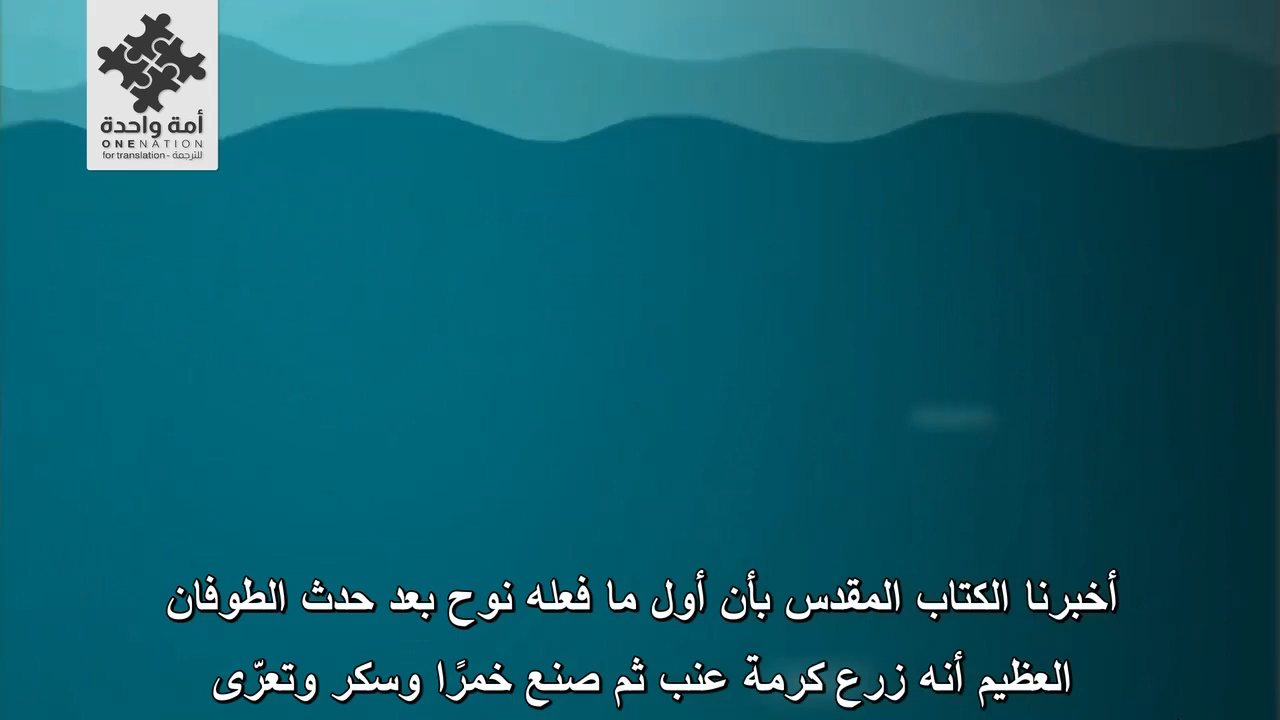 أمة واحدة
ONENATION
for translation - للترجمة
أخبرنا الكتاب المقدس بأن أول ما فعله نوح بعد حدث الطوفان
العظيم أنه زرع كرمة عنب ثم صنع خمرًا وسكر وتعرّى